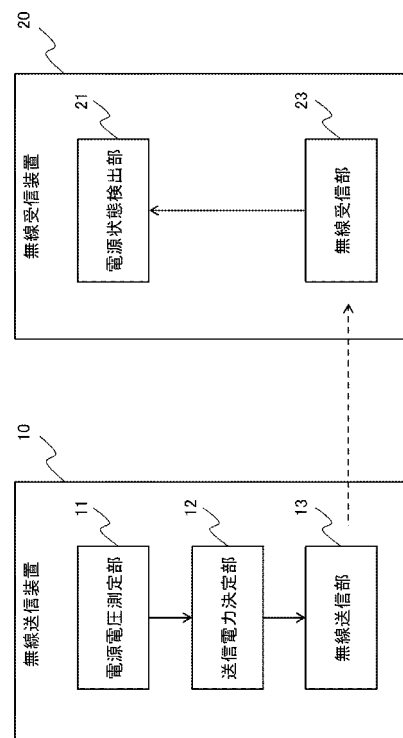 無線送信装置
10
電源電圧測定部
11
送信電力決定部
12
無線送信部
13
無線受信装置
20
電源状態検出部
21
無線受信部
23